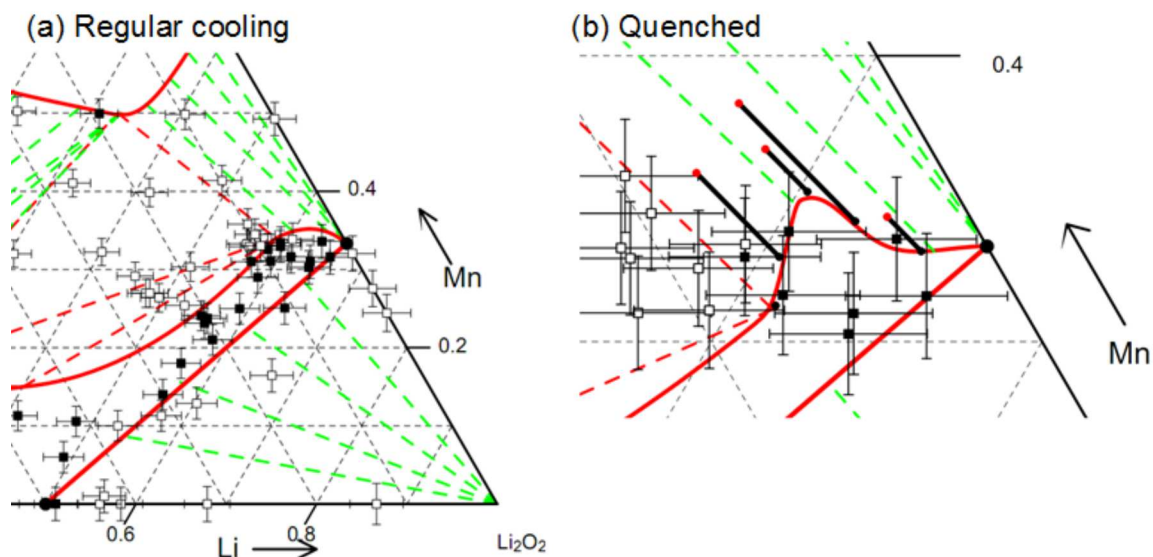 (a) Regular cooling
(b) Quenched
0.4
0.4
Mn
Mn
0.2
0.6
0.8
Li
Li₂O₂